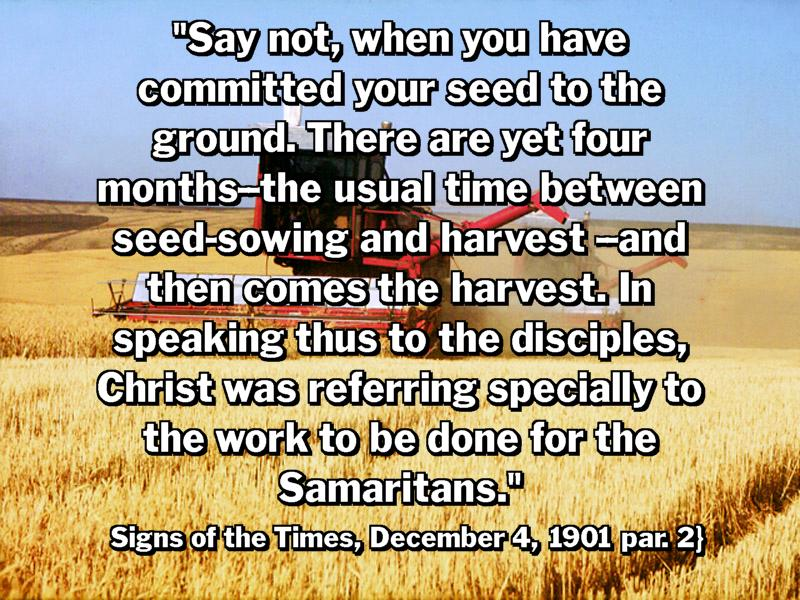 "Say not, when you have
committed your seed to the
ground. There are yet four
months--the usual time between
seed-sowing and harvest --and
then comes the harvest. In
speaking thus to the disciples,
Christ was referring specially to
the work to be done for the
Samaritans."
Signs of the Times, December 4, 1901 par. 2}